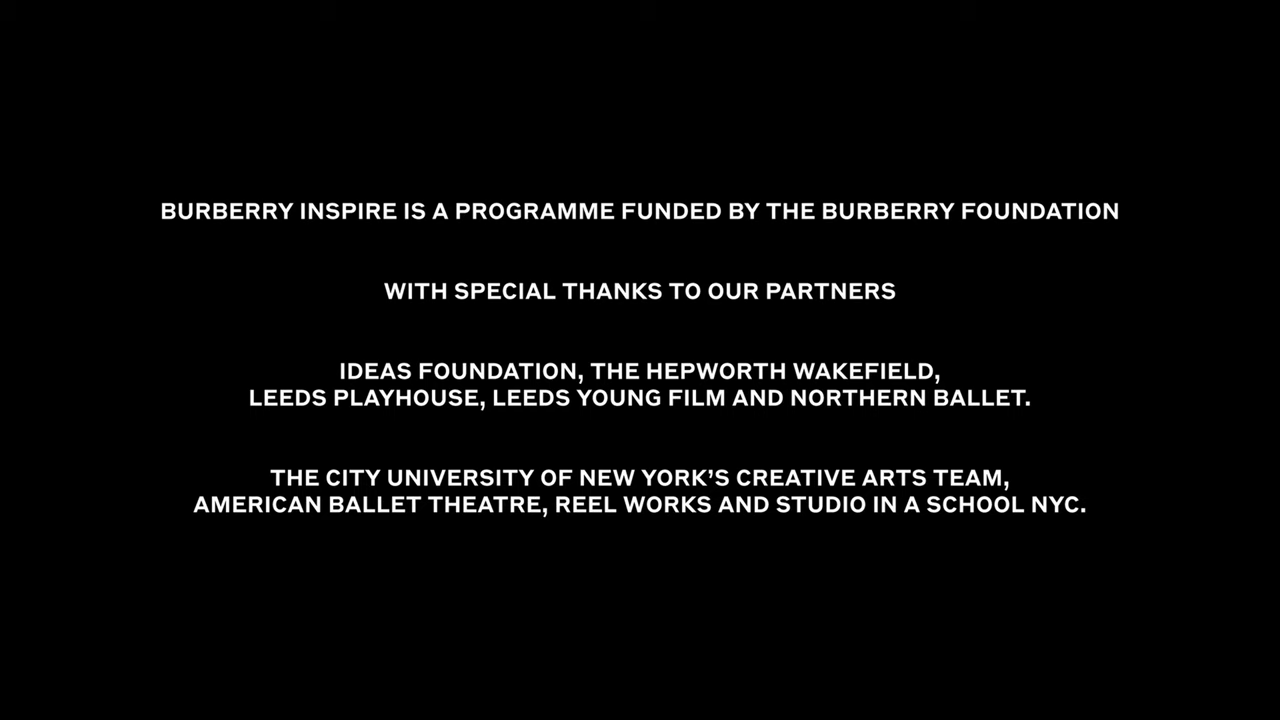 BURBERRY INSPIRE IS A PROGRAMME FUNDED BY THE BURBERRY FOUNDATION
WITH SPECIAL THANKS TO OUR PARTNERS
IDEAS FOUNDATION, THE HEPWORTH WAKEFIELD,
LEEDS PLAYHOUSE, LEEDS YOUNG FILM AND NORTHERN BALLET.
THE CITY UNIVERSITY OF NEW YORK’S CREATIVE ARTS TEAM,
AMERICAN BALLET THEATRE, REEL WORKS AND STUDIO IN A SCHOOL NYC.